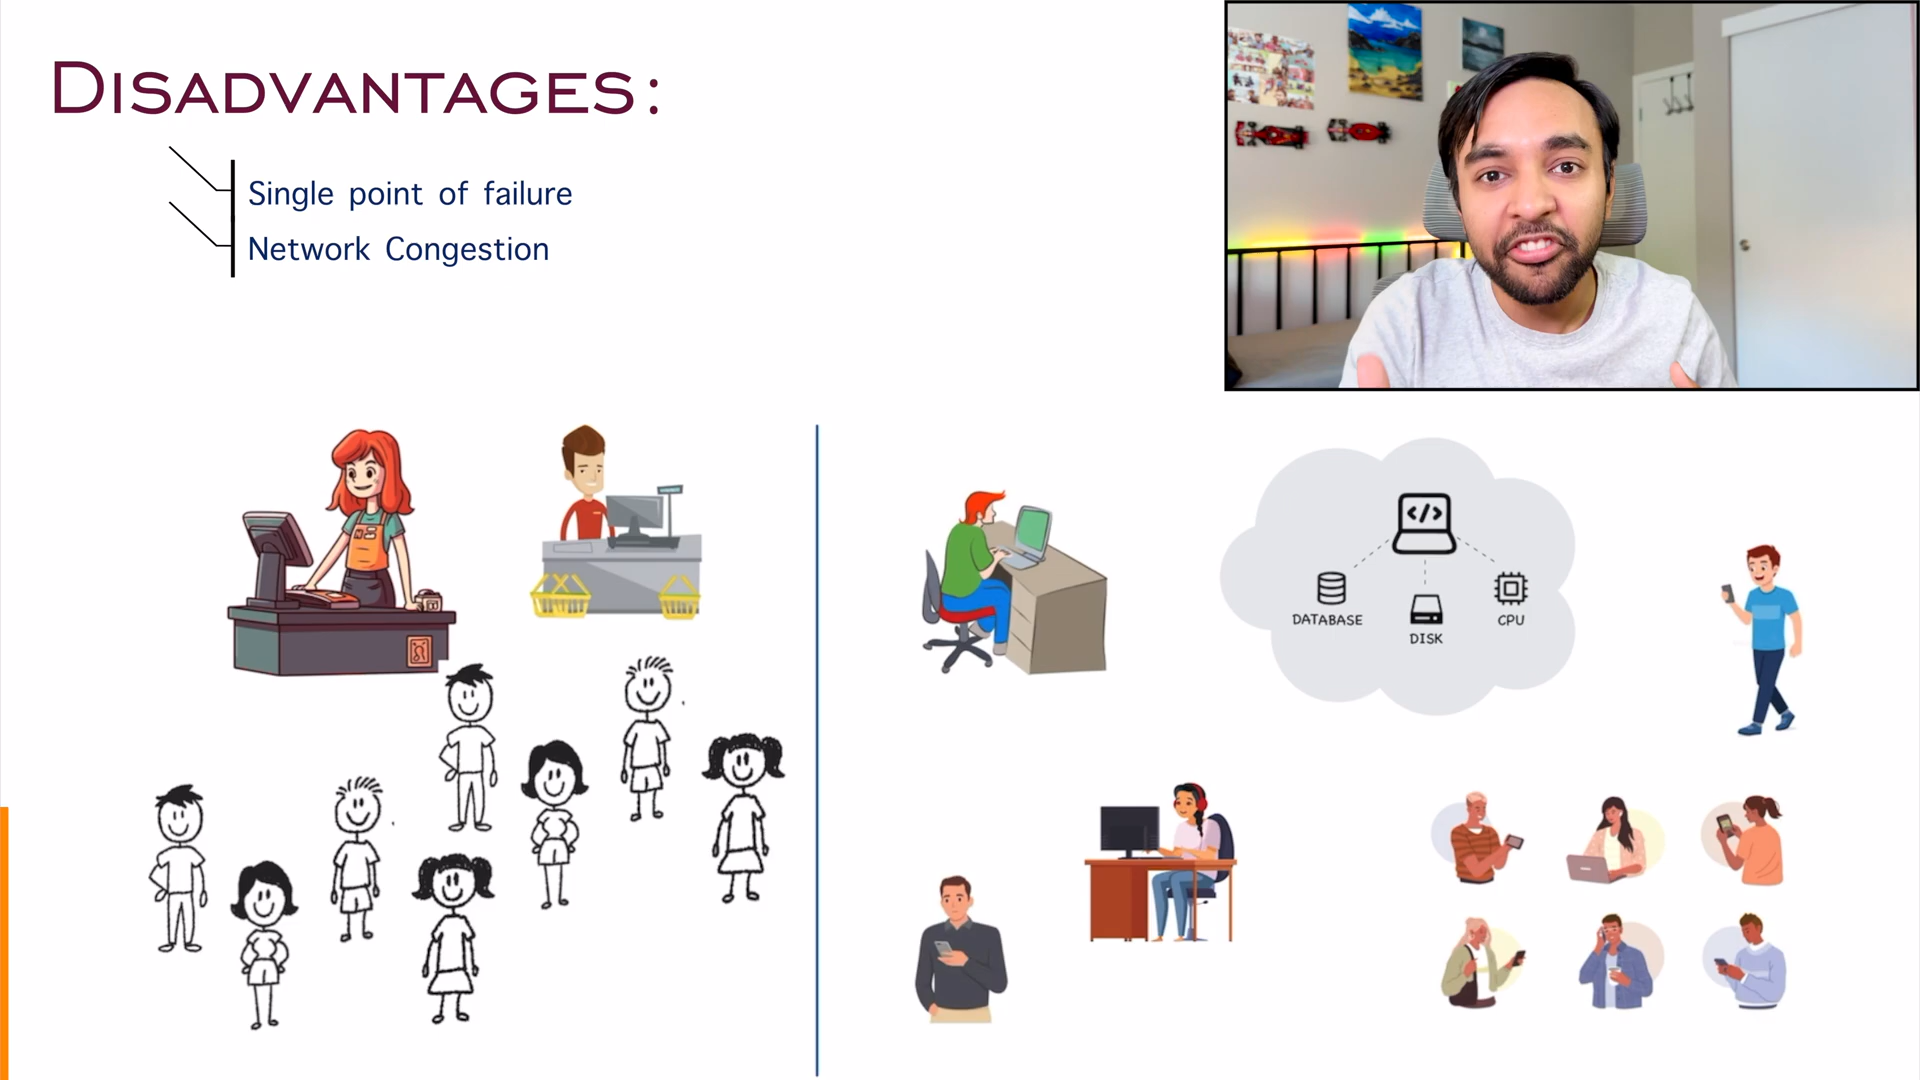 DISADVANTAGES:
Single point of failure
Network Congestion
</>
DATABASE
DISK
CPU